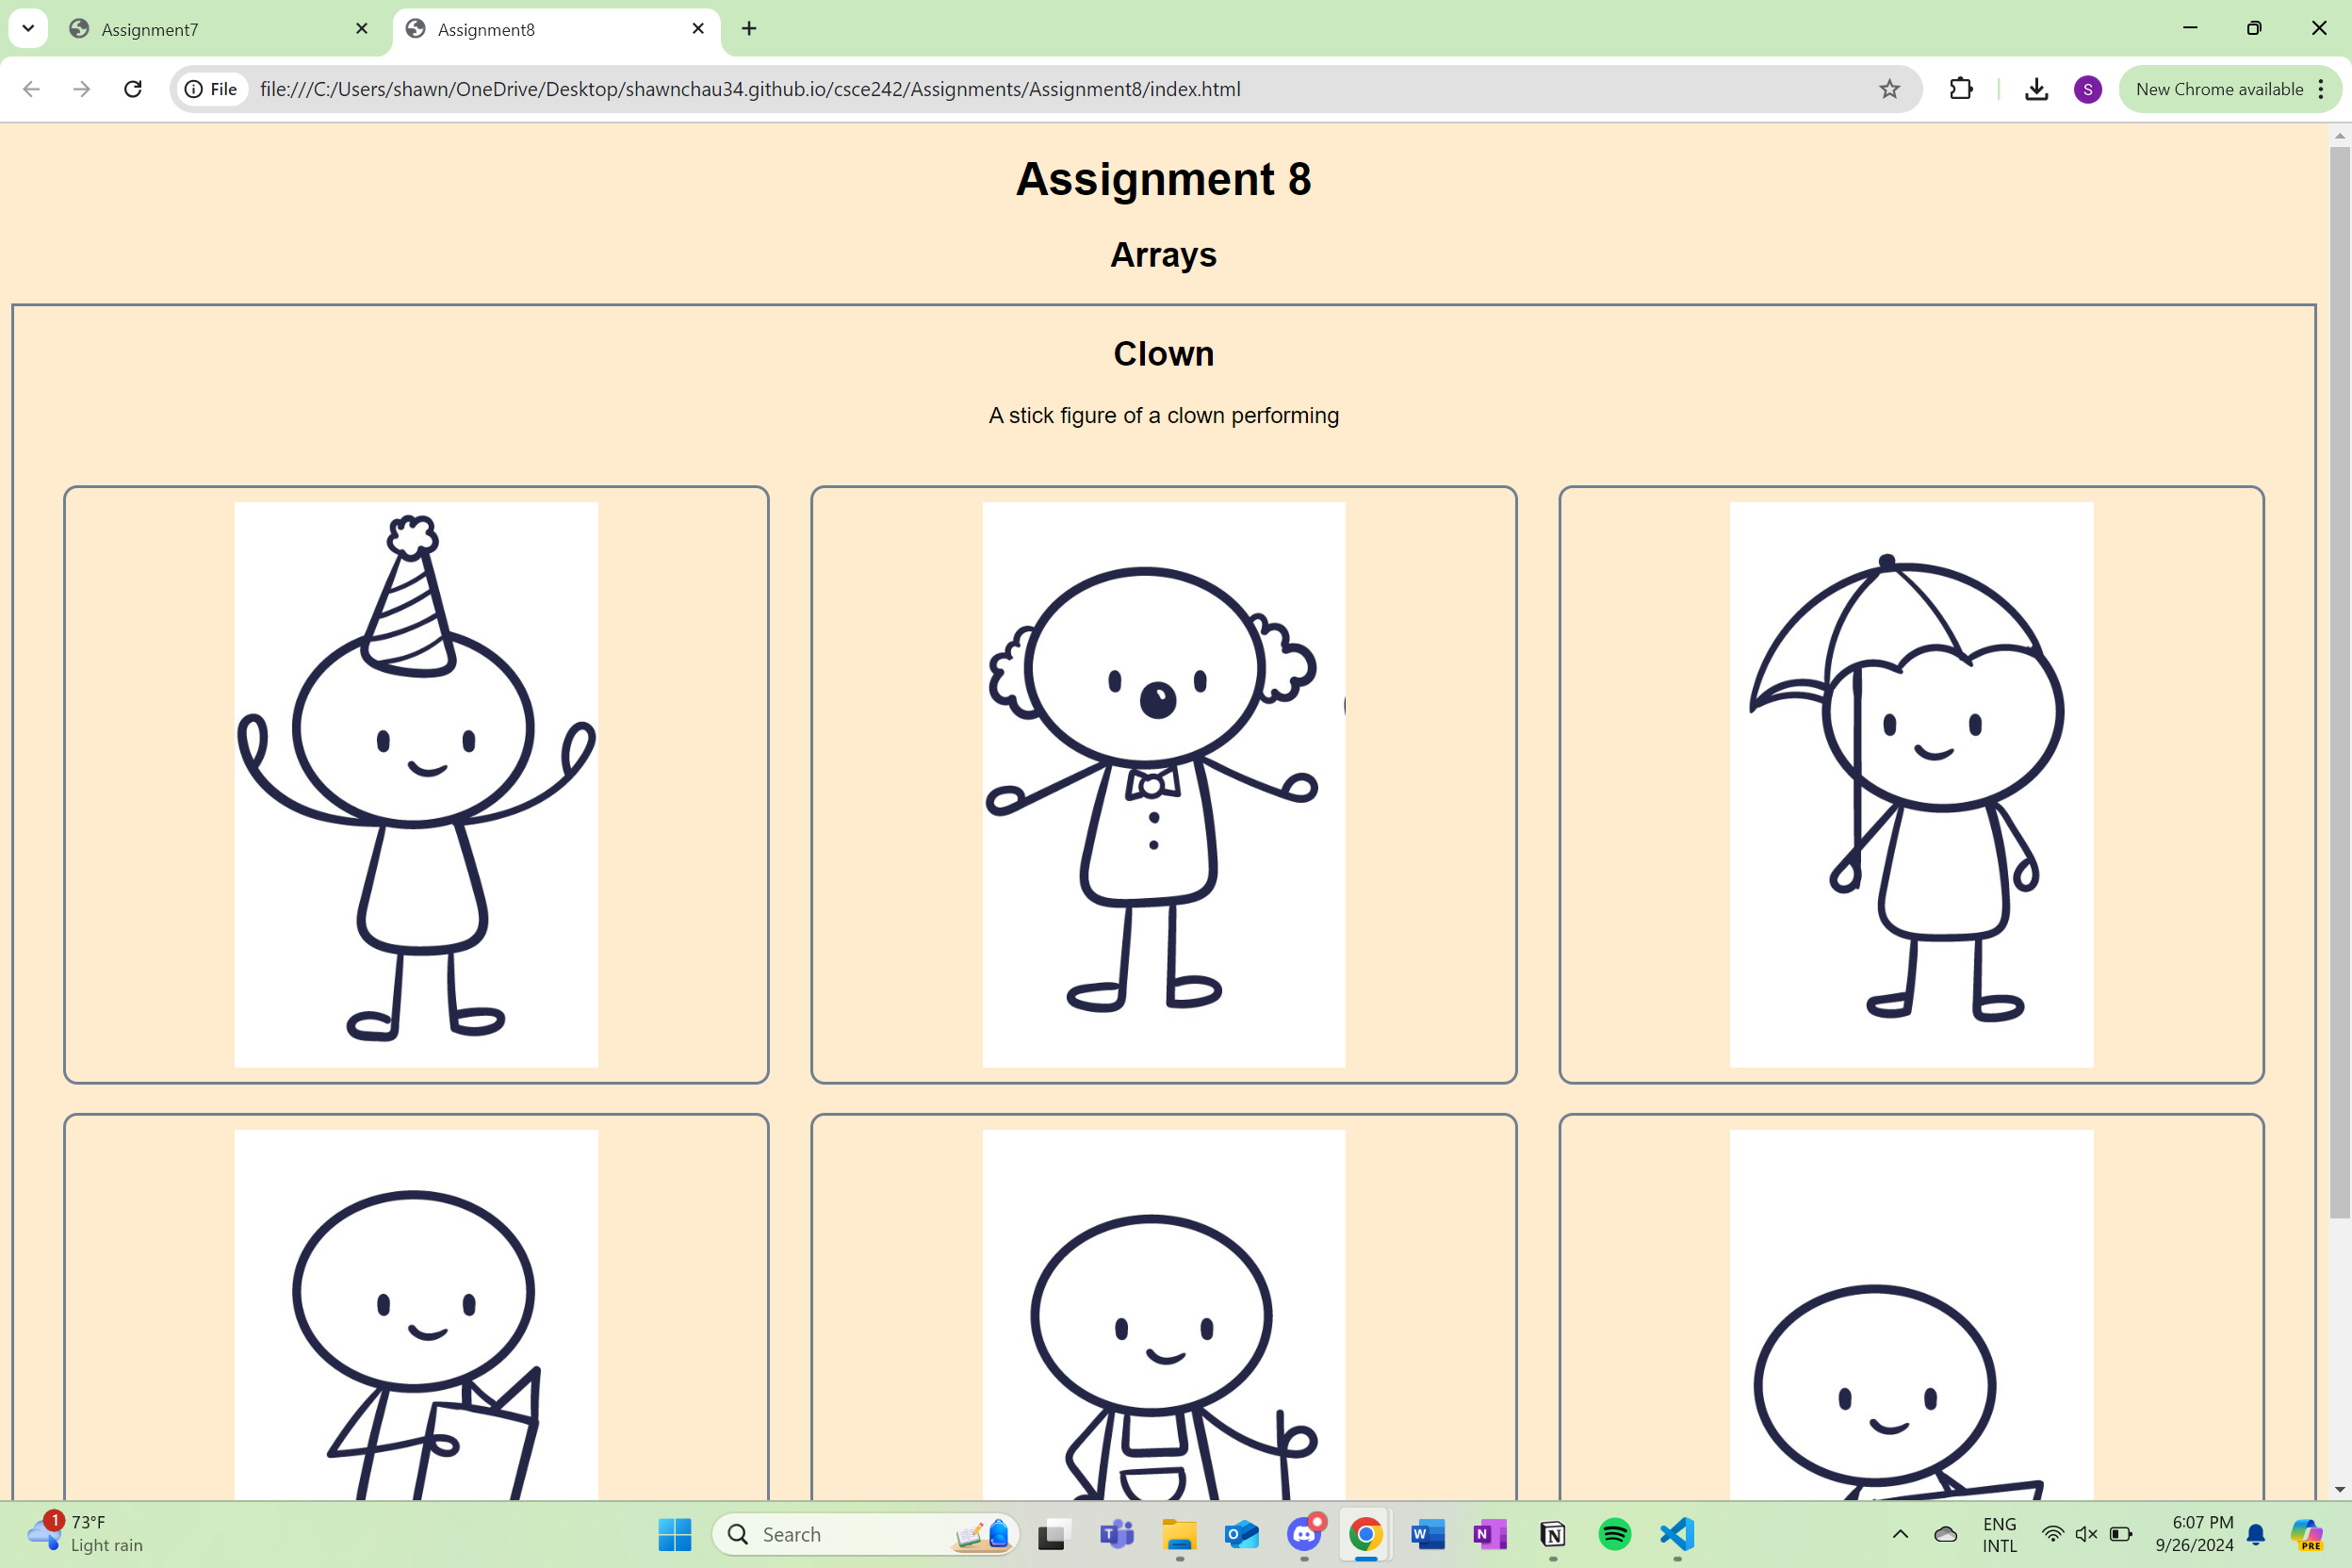 Assignment7
Assignment8
File
file:///C:/Users/shawn/OneDrive/Desktop/shawnchau34.github.io/csce242/Assignments/Assignment8/index.html
S
New Chrome available
Assignment 8
Arrays
Clown
A stick figure of a clown performing
1
73°F
Light rain
Search
T
O
W
N
N
PRE
ENG
INTL
6:07 PM
9/26/2024